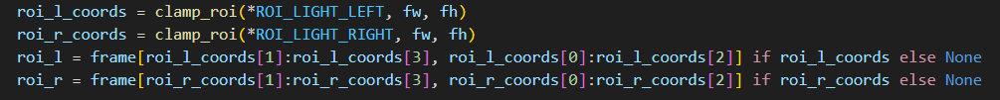 roi_l_coords = clamp_roi(*ROI_LIGHT_LEFT, fw, fh)
roi_r_coords = clamp_roi(*ROI_LIGHT_RIGHT, fw, fh)
roi_l = frame[roi_l_coords[1]:roi_l_coords[3], roi_l_coords[0]:roi_l_coords[2]] if roi_l_coords else None
roi_r = frame[roi_r_coords[1]:roi_r_coords[3], roi_r_coords[0]:roi_r_coords[2]] if roi_r_coords else None